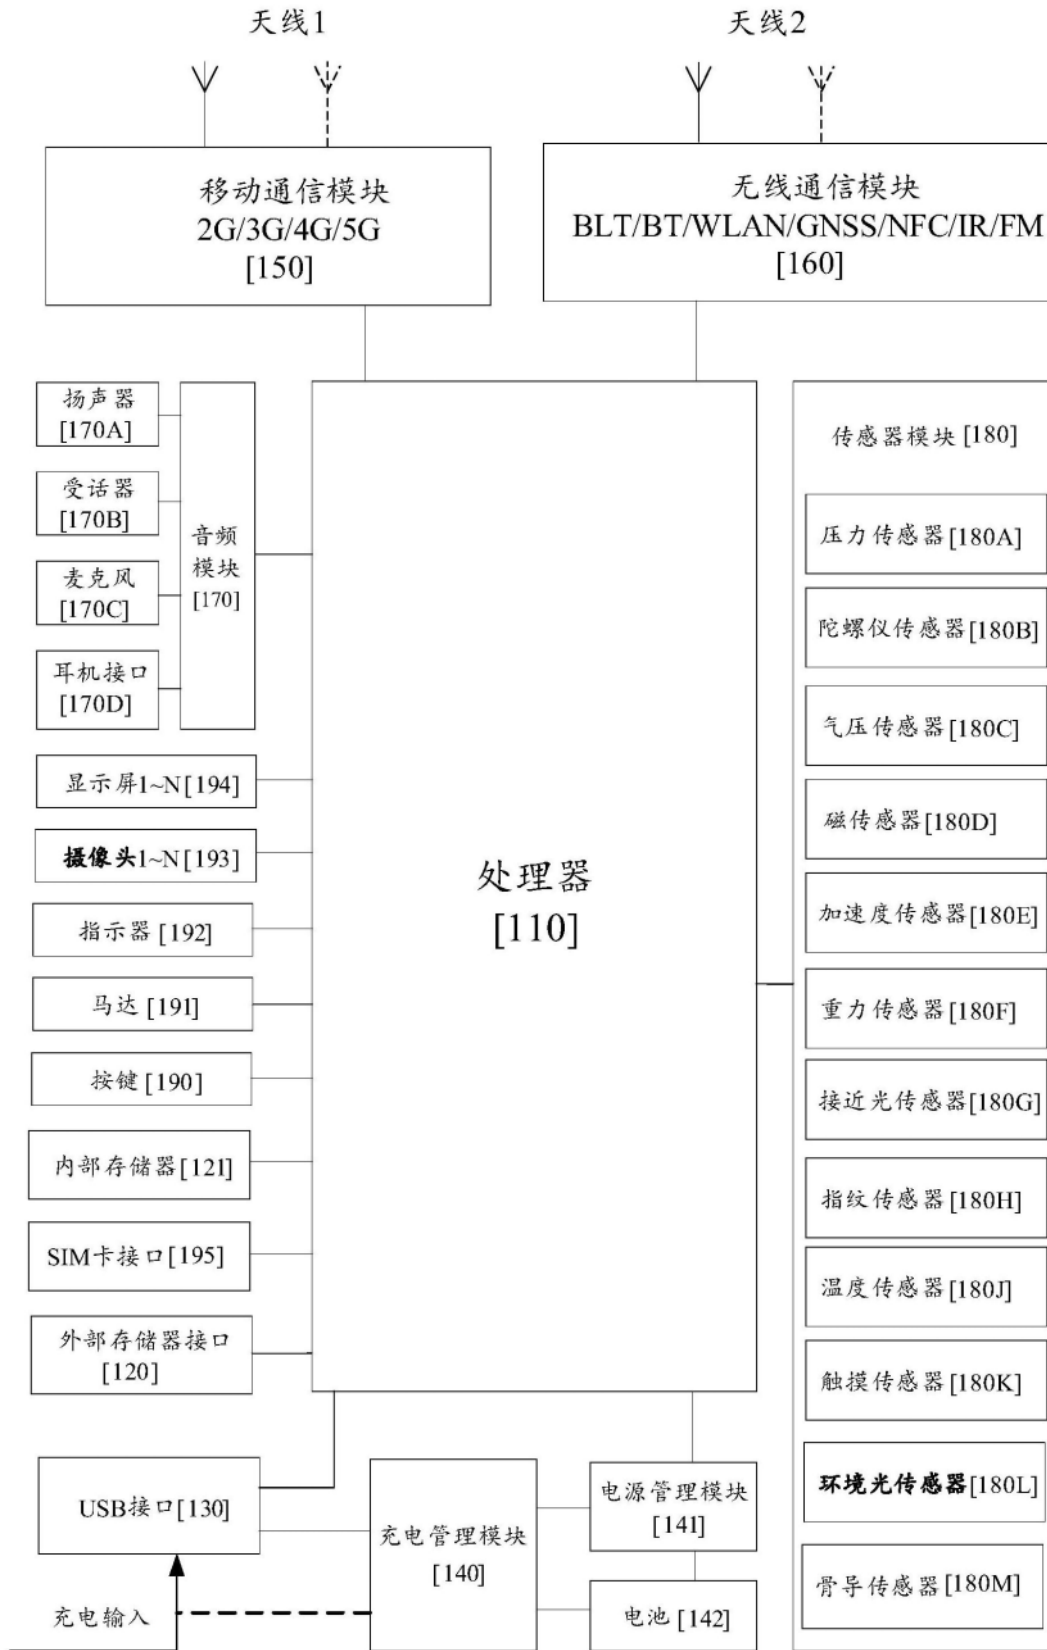 天线1
天线2
移动通信模块
2G/3G/4G/5G
[150]
无线通信模块
BLT/BT/WLAN/GNSS/NFC/IR/FM
[160]
扬声器
[170A]
受话器
[170B]
麦克风
[170C]
耳机接口
[170D]
音频
模块
[170]
显示屏1~N[194]
摄像头1~N[193]
指示器[192]
马达[191]
按键[190]
内部存储器[121]
SIM卡接口[195]
外部存储器接口
[120]
处理器
[110]
传感器模块[180]
压力传感器[180A]
陀螺仪传感器[180B]
气压传感器[180C]
磁传感器[180D]
加速度传感器[180E]
重力传感器[180F]
接近光传感器[180G]
指纹传感器[180H]
温度传感器[180J]
触摸传感器[180K]
环境光传感器[180L]
骨导传感器[180M]
USB接口[130]
充电输入
充电管理模块
[140]
电源管理模块
[141]
电池[142]